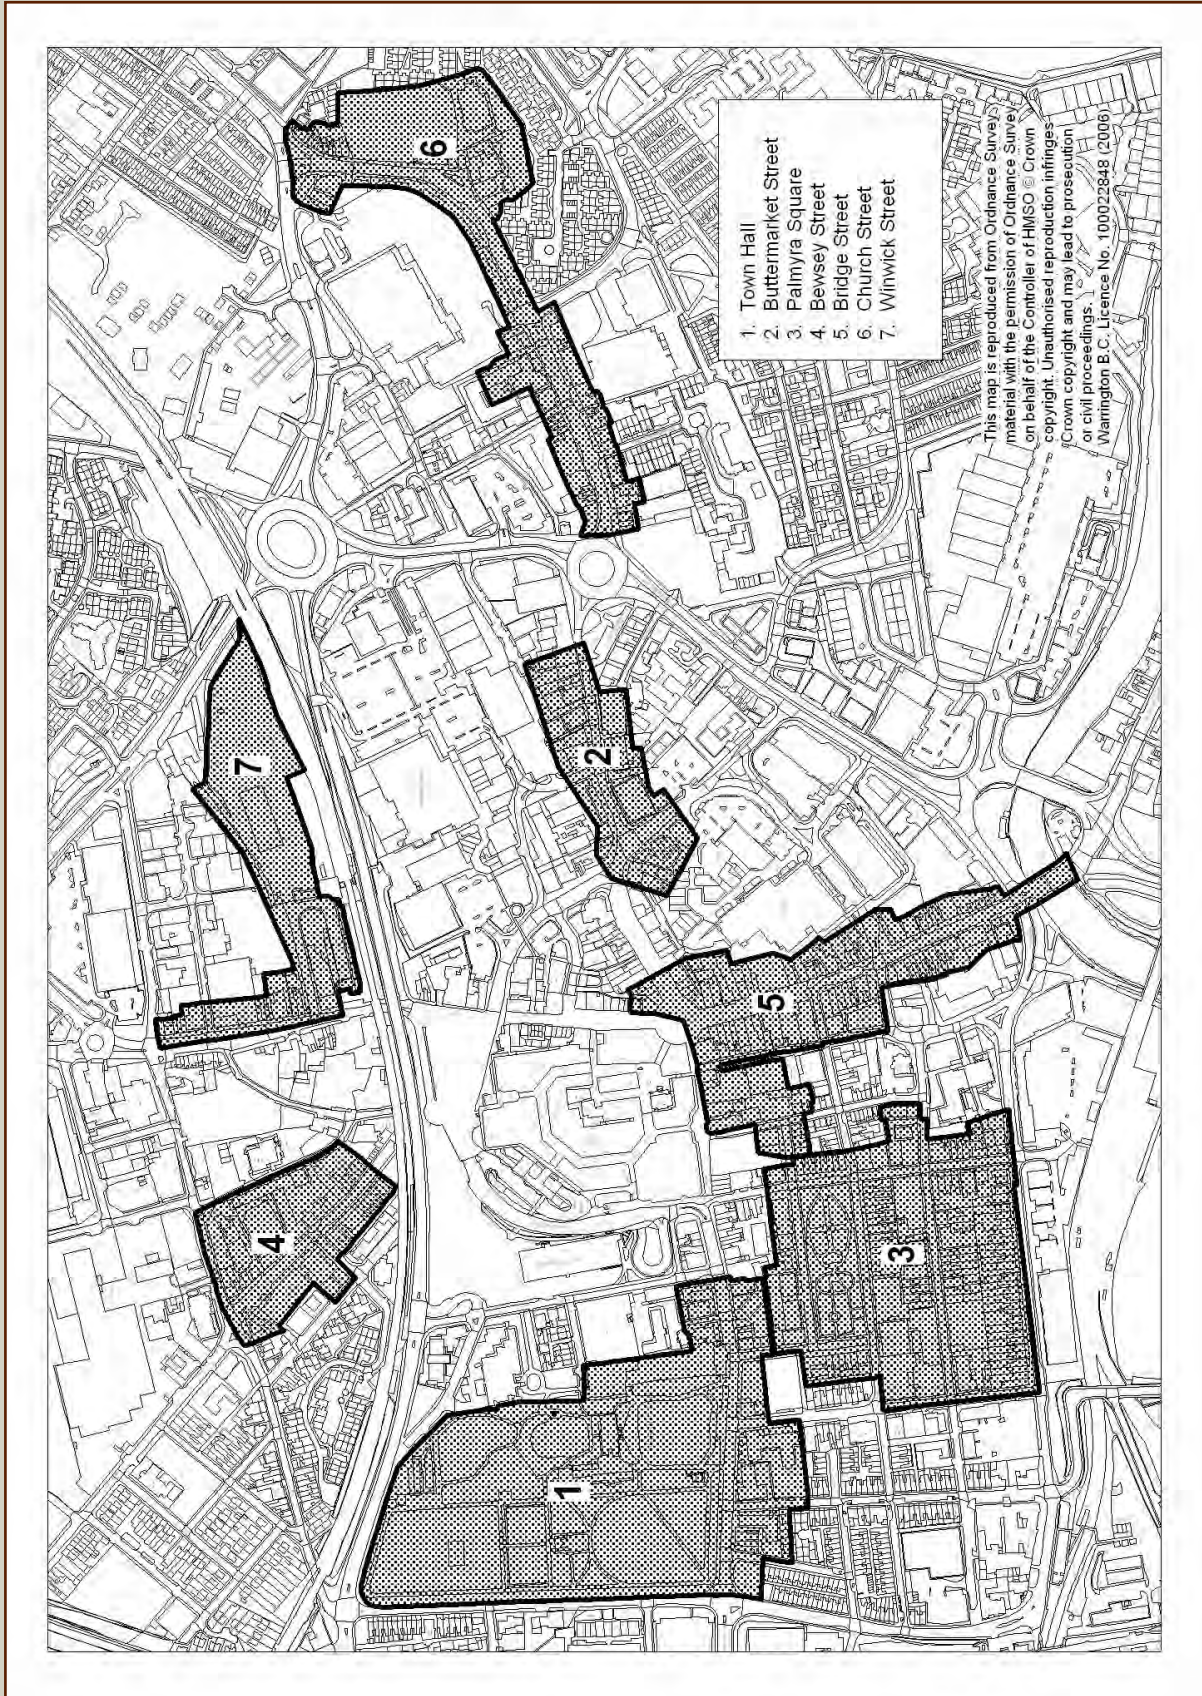 1. Town Hall
2. Buttermarket Street
3. Palmyra Square
4. Bewsey Street
5. Bridge Street
6. Church Street
7. Winwick Street
This map is reproduced from Ordnance Survey
material with the permission of Ordnance Survey
on behalf of the Controller of HMSO © Crown
copyright. Unauthorised reproduction infringes
Crown copyright and may lead to prosecution
or civil proceedings.
Warrington B.C. Licence No. 100022848 (2006)
1
2
3
4
5
6
7